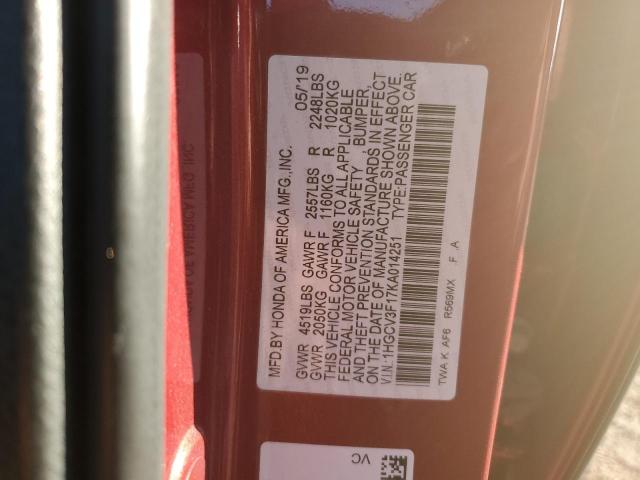 MFD.BY HONDA OF AMERICA MFG.,INC. 05/'19
GVWR 4519LBS GAWR F 2557LBS R 2248LBS
GVWR 2050KG GAWR F 1160KG R 1020KG
THIS VEHICLE CONFORMS TO ALL APPLICABLE
FEDERAL MOTOR VEHICLE SAFETY , BUMPER,
AND THEFT PREVENTION STANDARDS IN EFFECT
ON THE DATE OF MANUFACTURE SHOWN ABOVE.
V.I.N.:1HGCV3F17KA014251 TYPE:PASSENGER CAR
TWA K AF6 R569MX F .A
VC